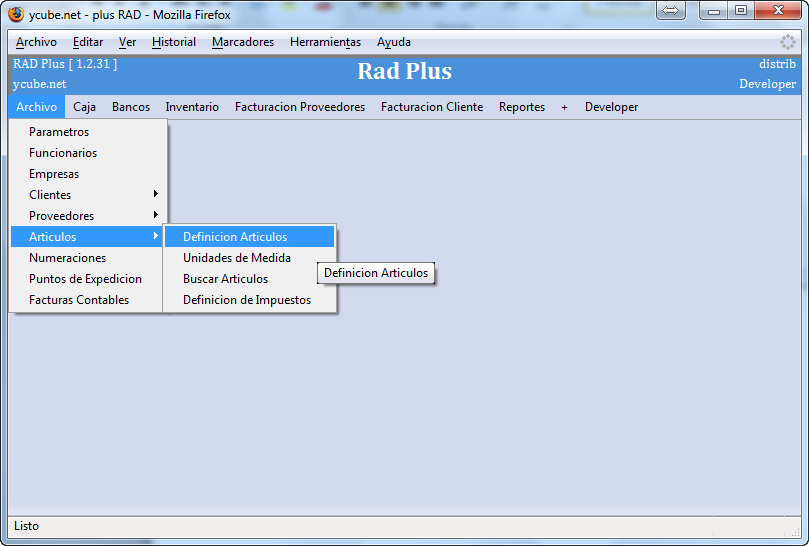 ycube.net - plus RAD - Mozilla Firefox
Archivo Editar Ver Historial Marcadores Herramientas Ayuda
RAD Plus [ 1.2.31 ] Rad Plus distrib
ycube.net Developer
Archivo Caja Bancos Inventario Facturacion Proveedores Facturacion Cliente Reportes + Developer
Parametros
Funcionarios
Empresas
Clientes
Proveedores
Articulos Definicion Articulos
Numeraciones Unidades de Medida
Definicion Articulos
Puntos de Expedicion Buscar Articulos
Facturas Contables Definicion de Impuestos
Listo